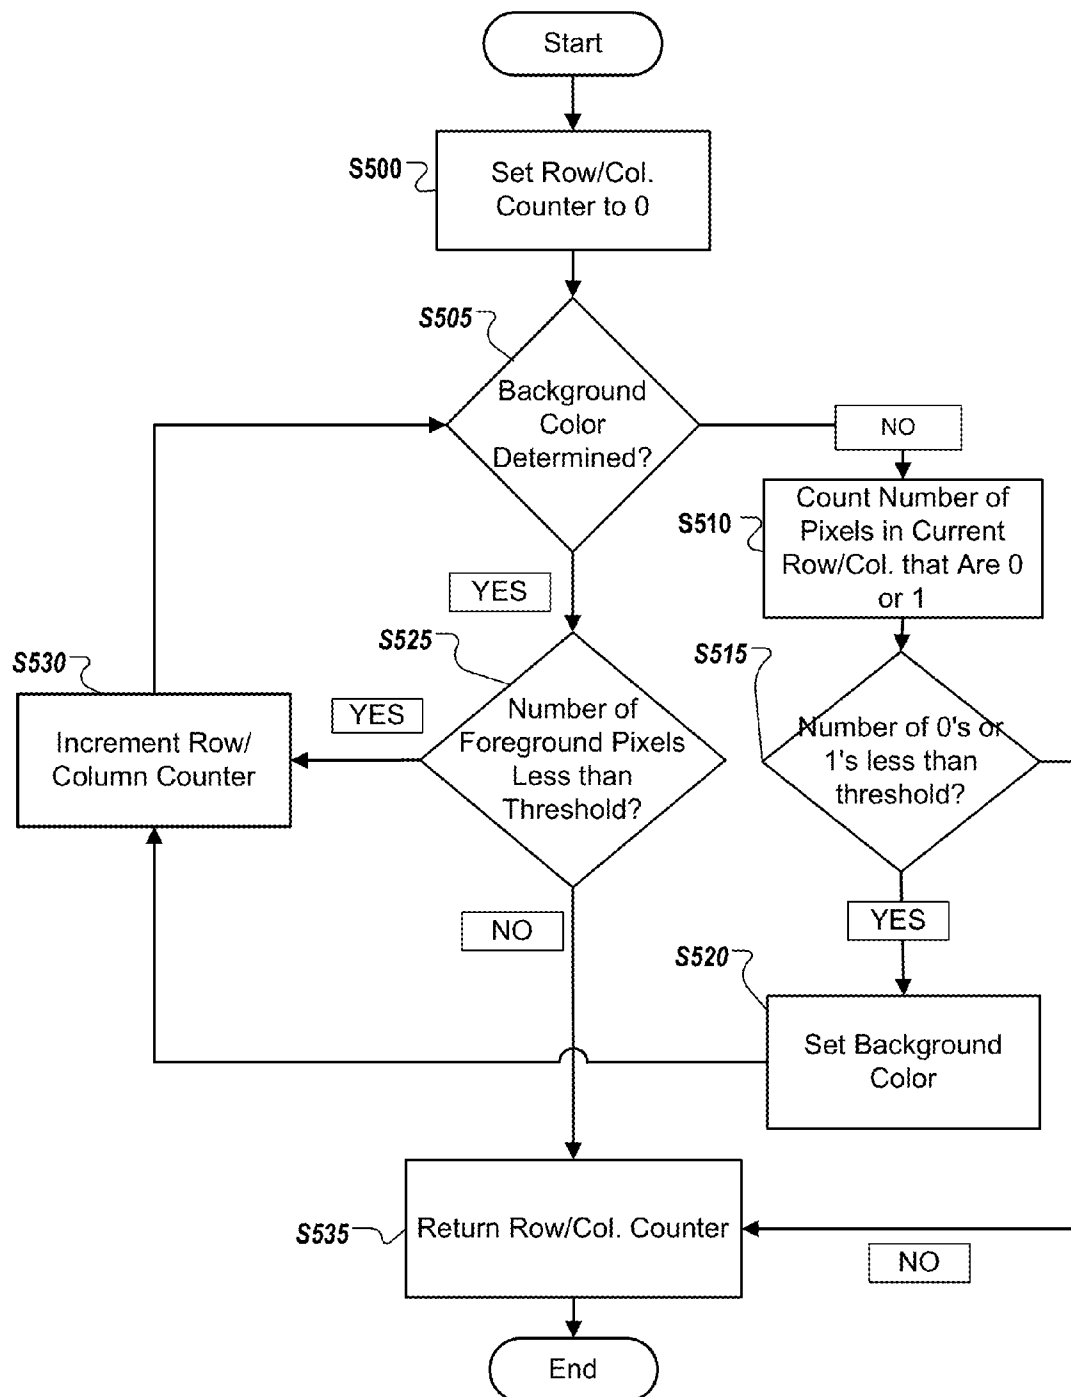 Start
S500
Set Row/Col.
Counter to 0
S505
Background
Color
Determined?
NO
S510
Count Number of
Pixels in Current
Row/Col. that Are 0
or 1
YES
S525
S515
S530
YES
Number of
Foreground Pixels
Less than
Threshold?
Number of 0's or
1's less than
threshold?
Increment Row/
Column Counter
NO
YES
S520
Set Background
Color
S535
Return Row/Col. Counter
NO
End